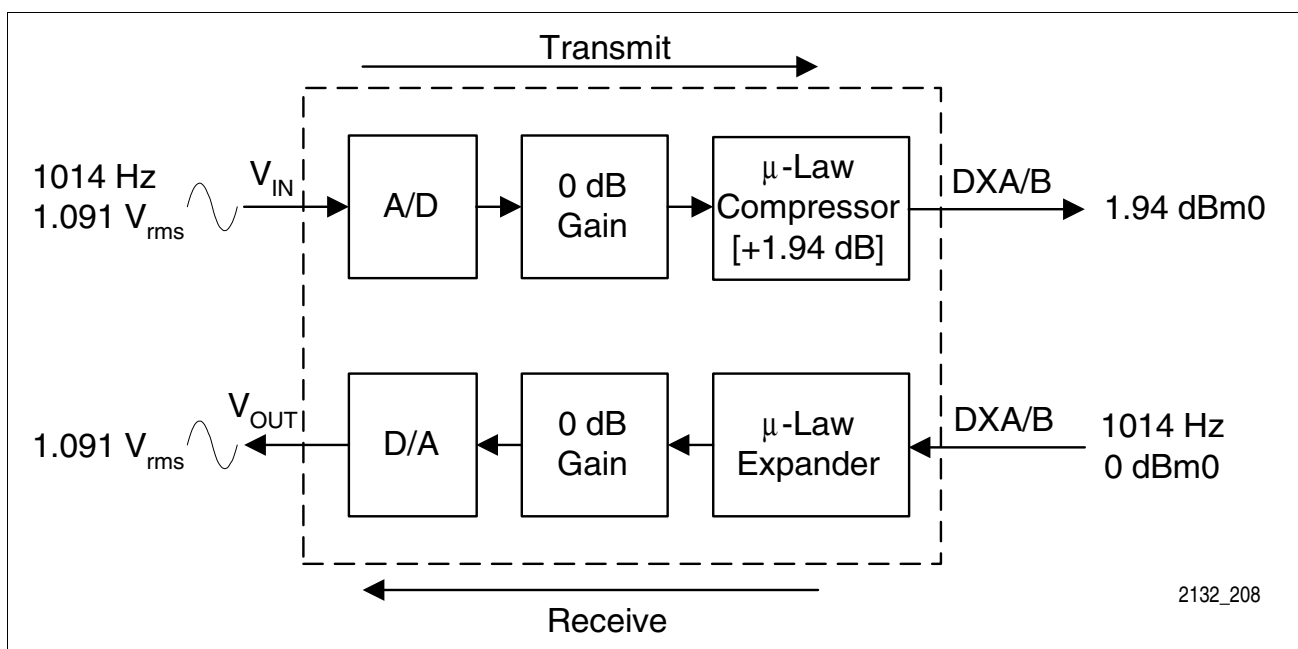 Transmit
1014 Hz
1.091 Vrms
VIN
A/D
0 dB
Gain
μ-Law
Compressor
[+1.94 dB]
DXA/B
1.94 dBm0
1.091 Vrms
VOUT
D/A
0 dB
Gain
μ-Law
Expander
DXA/B
1014 Hz
0 dBm0
Receive
2132_208